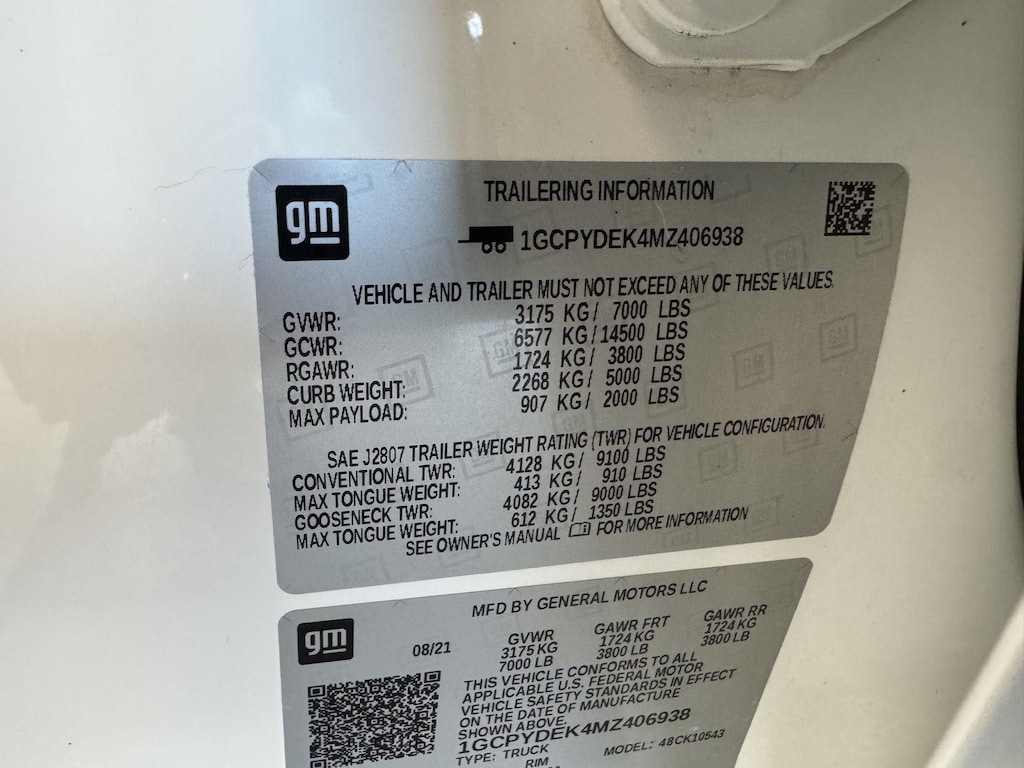 gm
TRAILERING INFORMATION
1GCPYDEK4MZ406938
VEHICLE AND TRAILER MUST NOT EXCEED ANY OF THESE VALUES.
GVWR: 3175 KG/ 7000 LBS
GCWR: 6577 KG/14500 LBS
RGAWR: 1724 KG/ 3800 LBS
CURB WEIGHT: 2268 KG/ 5000 LBS
MAX PAYLOAD: 907 KG/ 2000 LBS
SAE J2807 TRAILER WEIGHT RATING (TWR) FOR VEHICLE CONFIGURATION.
CONVENTIONAL TWR: 4128 KG/ 9100 LBS
MAX TONGUE WEIGHT: 413 KG/ 910 LBS
GOOSENECK TWR: 4082 KG/ 9000 LBS
MAX TONGUE WEIGHT: 612 KG/ 1350 LBS
SEE OWNER'S MANUAL FOR MORE INFORMATION
gm
MFD BY GENERAL MOTORS LLC
08/21 GVWR GAWR FRT GAWR RR
3175 KG 1724 KG 1724 KG
7000 LB 3800 LB 3800 LB
THIS VEHICLE CONFORMS TO ALL
APPLICABLE U.S. FEDERAL MOTOR
VEHICLE SAFETY STANDARDS IN EFFECT
ON THE DATE OF MANUFACTURE
SHOWN ABOVE.
1GCPYDEK4MZ406938
TYPE: TRUCK MODEL: 48CK10543
RIM